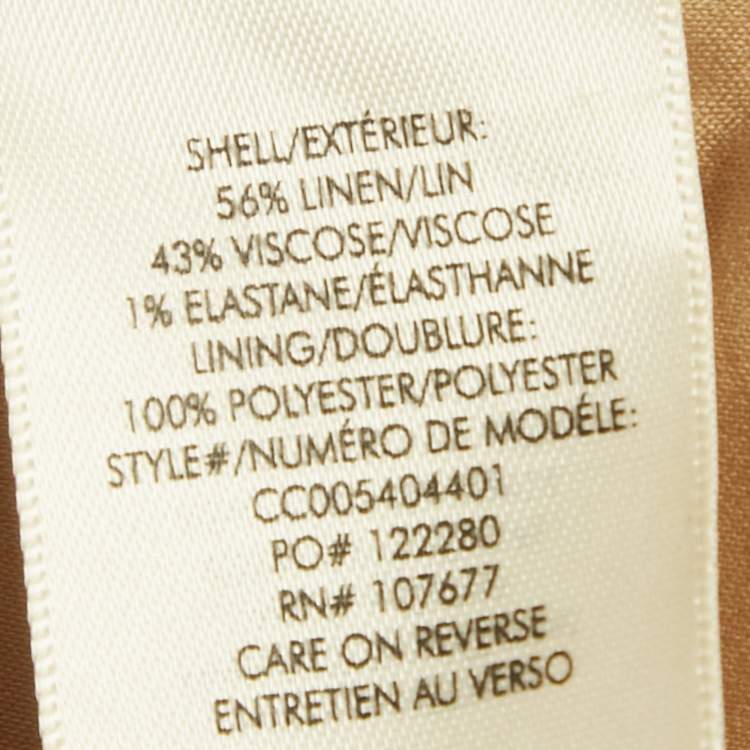 SHELL/EXTÉRIEUR:
56% LINEN/LIN
43% VISCOSE/VISCOSE
1% ELASTANE/ÉLASTHANNE
LINING/DOUBLURE:
100% POLYESTER/POLYESTER
STYLE#/NUMÉRO DE MODÉLE:
CC005404401
PO# 122280
RN# 107677
CARE ON REVERSE
ENTRETIEN AU VERSO